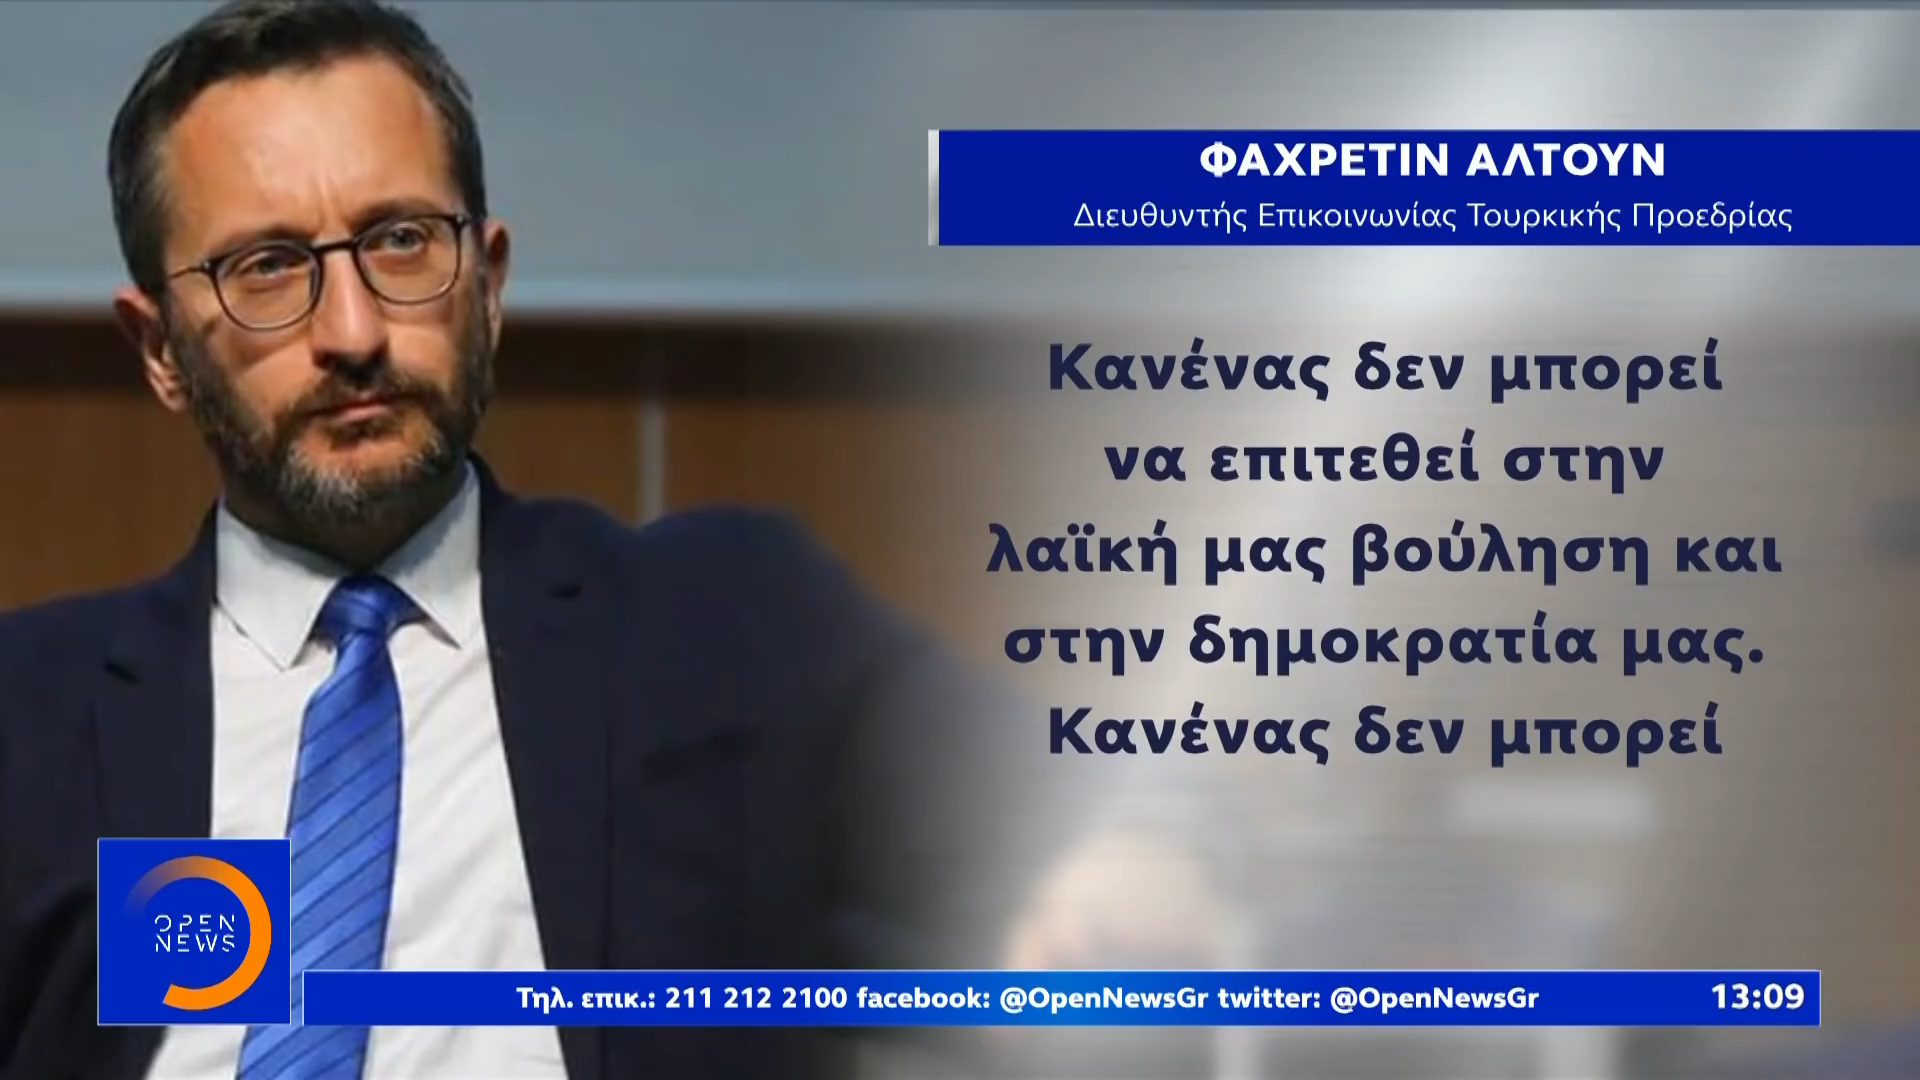 ΦΑΧΡΕΤΙΝ ΑΛΤΟΥΝ
Διευθυντής Επικοινωνίας Τουρκικής Προεδρίας
Κανένας δεν μπορεί
να επιτεθεί στην
λαϊκή μας βούληση και
στην δημοκρατία μας.
Κανένας δεν μπορεί
OPEN
NEWS
Τηλ. επικ.: 211 212 2100 facebook: @OpenNewsGr twitter: @OpenNewsGr
13:09